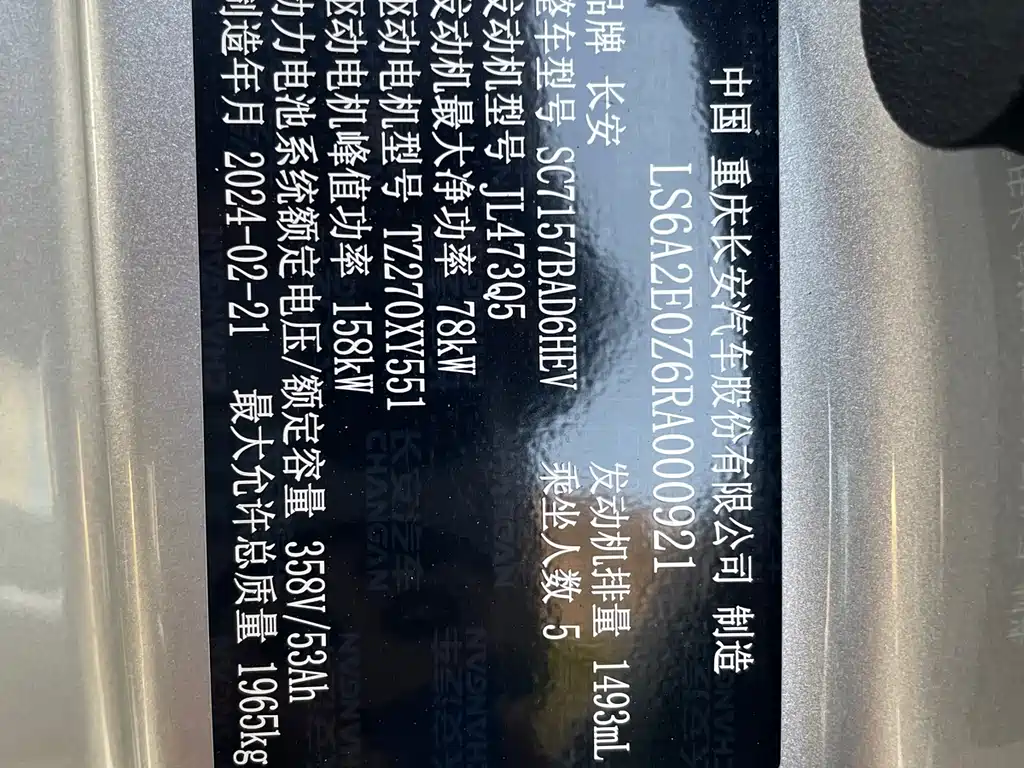 中国 重庆长安汽车股份有限公司 制造
LS6A2E0Z6RA000921
品牌 长安 发动机排量 1493mL
整车型号 SC7157BAD6HEV 乘坐人数 5
发动机型号 JL473Q5
发动机最大净功率 78kW
驱动电机型号 TZ270XY551
驱动电机峰值功率 158kW
动力电池系统额定电压/额定容量 358V/53Ah
制造年月 2024-02-21 最大允许总质量 1965kg
长安汽车
CHANGAN